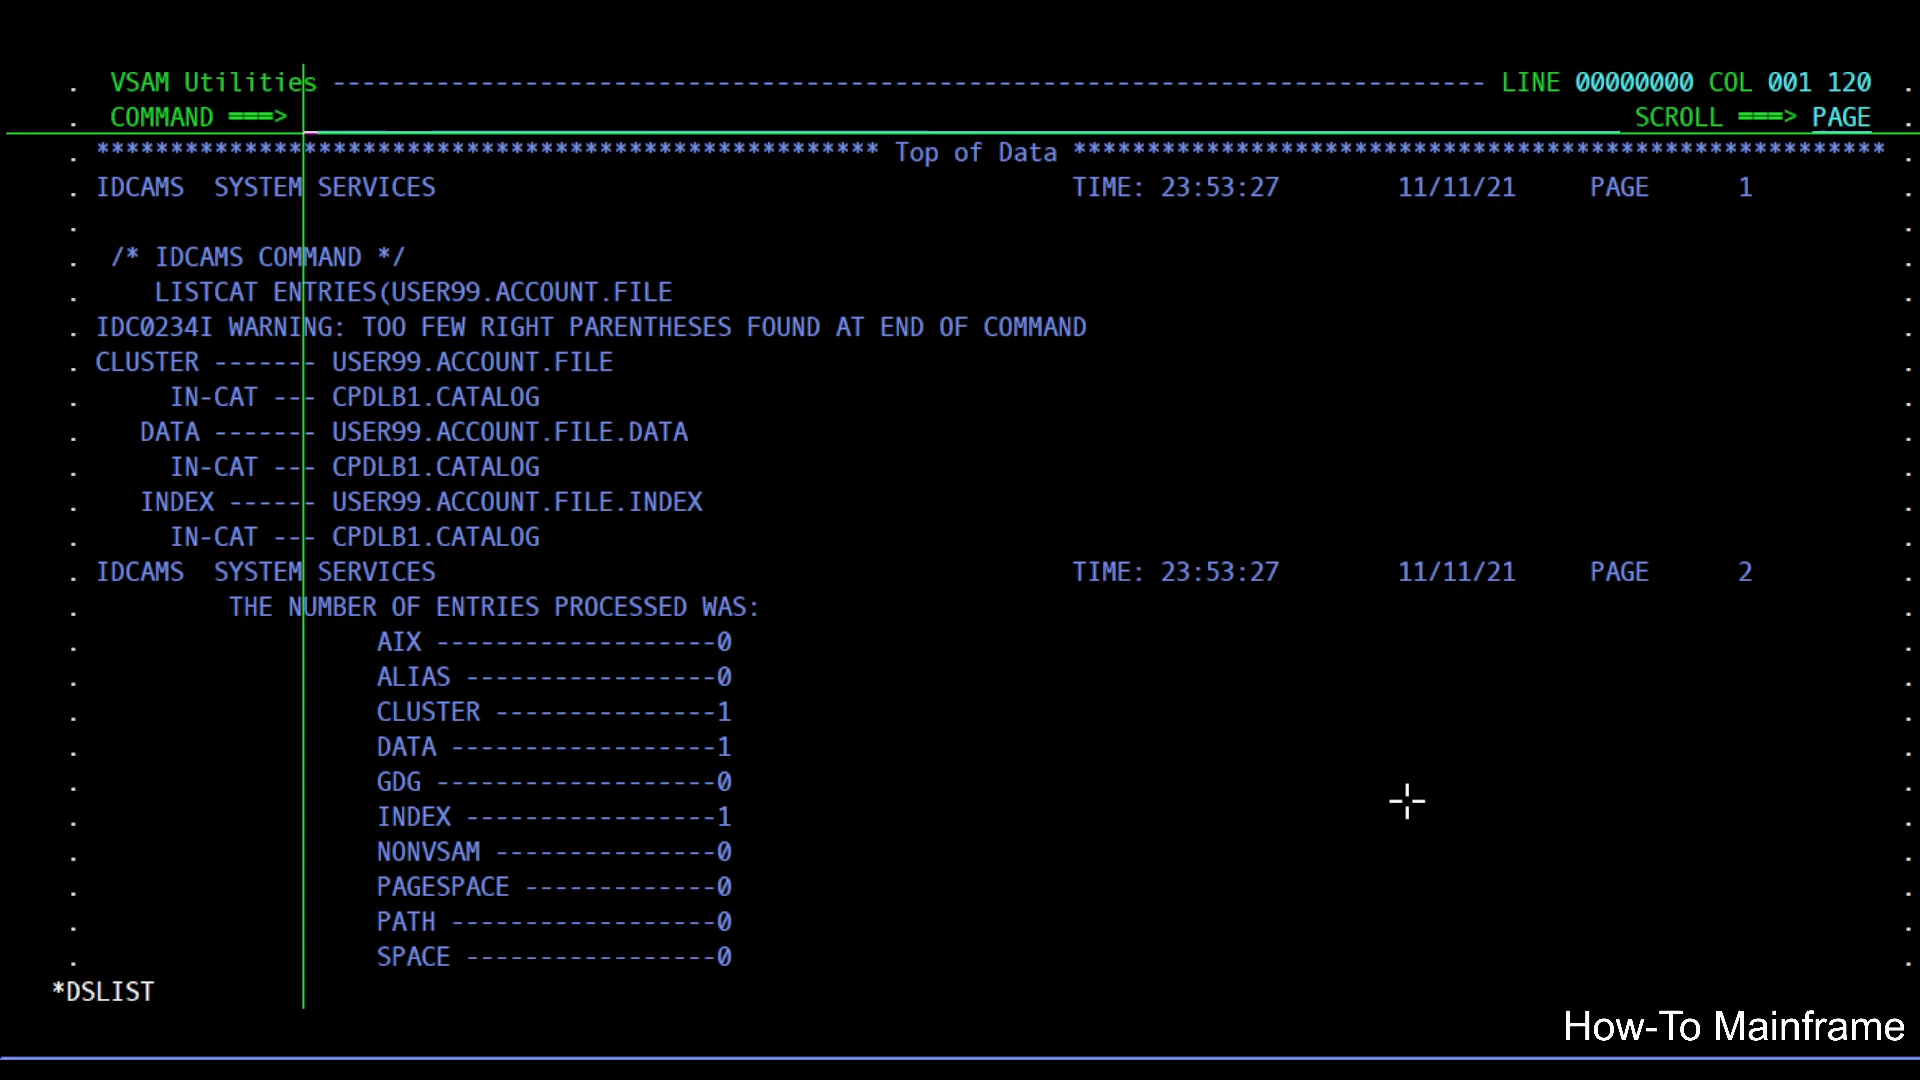 . VSAM Utilities ------------------------------------------------------------------------------ LINE 00000000 COL 001 120 .
. COMMAND ===> SCROLL ===> PAGE .
. ***************************************************** Top of Data ******************************************************* .
. IDCAMS  SYSTEM SERVICES TIME: 23:53:27 11/11/21 PAGE 1 .
. .
. /* IDCAMS COMMAND */ .
. LISTCAT ENTRIES(USER99.ACCOUNT.FILE .
. IDC0234I WARNING: TOO FEW RIGHT PARENTHESES FOUND AT END OF COMMAND .
. CLUSTER ------- USER99.ACCOUNT.FILE .
. IN-CAT --- CPDLB1.CATALOG .
. DATA ------- USER99.ACCOUNT.FILE.DATA .
. IN-CAT --- CPDLB1.CATALOG .
. INDEX ------ USER99.ACCOUNT.FILE.INDEX .
. IN-CAT --- CPDLB1.CATALOG .
. IDCAMS  SYSTEM SERVICES TIME: 23:53:27 11/11/21 PAGE 2 .
. THE NUMBER OF ENTRIES PROCESSED WAS: .
. AIX -------------------0 .
. ALIAS -----------------0 .
. CLUSTER ---------------1 .
. DATA ------------------1 .
. GDG -------------------0 .
. INDEX -----------------1 .
. NONVSAM ---------------0 .
. PAGESPACE -------------0 .
. PATH ------------------0 .
. SPACE -----------------0 .
*DSLIST
How-To Mainframe